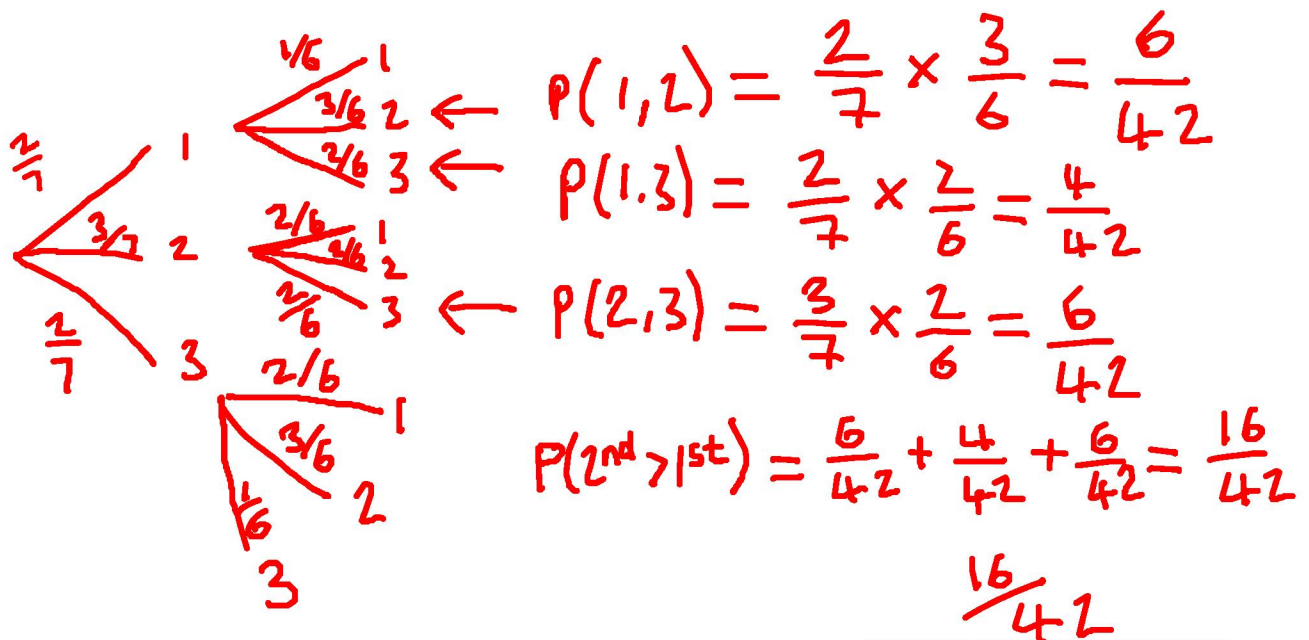 1/6 1
3/6 2 ← P(1,2) = 2/7 × 3/6 = 6/42
2/7 1
2/6 3 ← P(1.3) = 2/7 × 2/6 = 4/42
3/7 2
2/6 1
2/6 2
2/6 3 ← P(2,3) = 3/7 × 2/6 = 6/42
2/7 3
2/6 1
3/6 2
1/6 3
P(2nd>1st) = 6/42 + 4/42 + 6/42 = 16/42
16/42